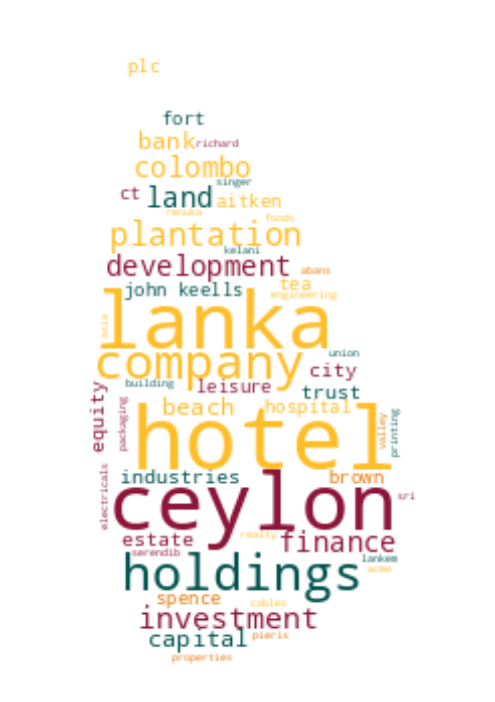 plc
fort
bank richard
colombo
singer
ct land aitken
renuka foods
plantation
kelani
development abans
tea
john keells engineering
lanka
asia
union
company city
building leisure trust
equity packaging beach hospital
hotel valley printing
industries brown
electricals ceylon sri
estate realty finance
serendib lankem
holdings acme
spence cables
investment
capital pieris
properties